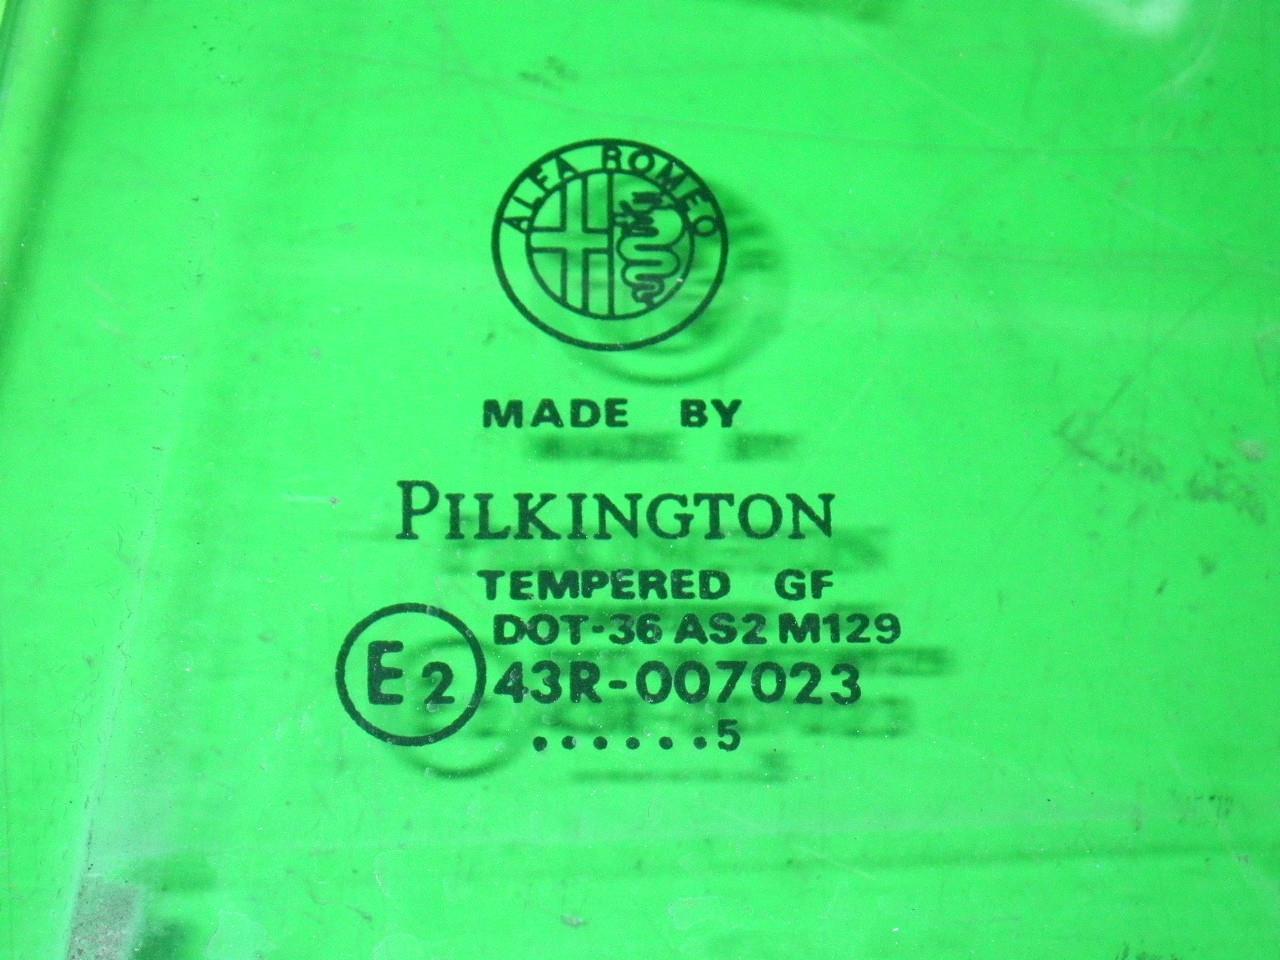 ALFA ROMEO
MADE BY
PILKINGTON
TEMPERED GF
DOT-36 AS2 M129
E2 43R-007023
.......5